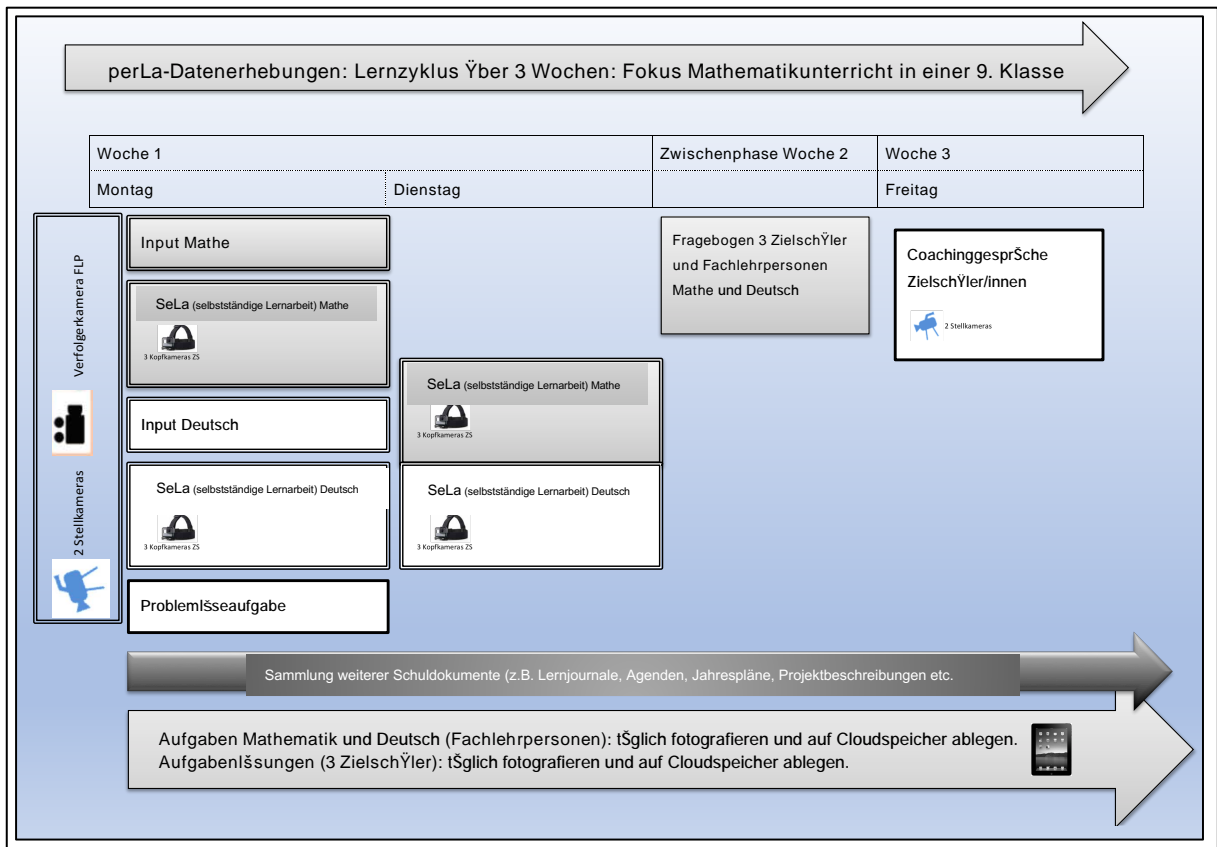 perLa-Datenerhebungen: Lernzyklus Ÿber 3 Wochen: Fokus Mathematikunterricht in einer 9. Klasse
Woche 1
Zwischenphase Woche 2
Woche 3
Montag
Dienstag
Freitag
Verfolgerkamera FLP
2 Stellkameras
Input Mathe
SeLa (selbstständige Lernarbeit) Mathe
3 Kopfkameras ZS
Input Deutsch
SeLa (selbstständige Lernarbeit) Deutsch
3 Kopfkameras ZS
Problemlšseaufgabe
SeLa (selbstständige Lernarbeit) Mathe
3 Kopfkameras ZS
SeLa (selbstständige Lernarbeit) Deutsch
3 Kopfkameras ZS
Fragebogen 3 ZielschŸler
und Fachlehrpersonen
Mathe und Deutsch
CoachinggesprŠche
ZielschŸler/innen
2 Stellkameras
Sammlung weiterer Schuldokumente (z.B. Lernjournale, Agenden, Jahrespläne, Projektbeschreibungen etc.
Aufgaben Mathematik und Deutsch (Fachlehrpersonen): tŠglich fotografieren und auf Cloudspeicher ablegen.
Aufgabenlšsungen (3 ZielschŸler): tŠglich fotografieren und auf Cloudspeicher ablegen.